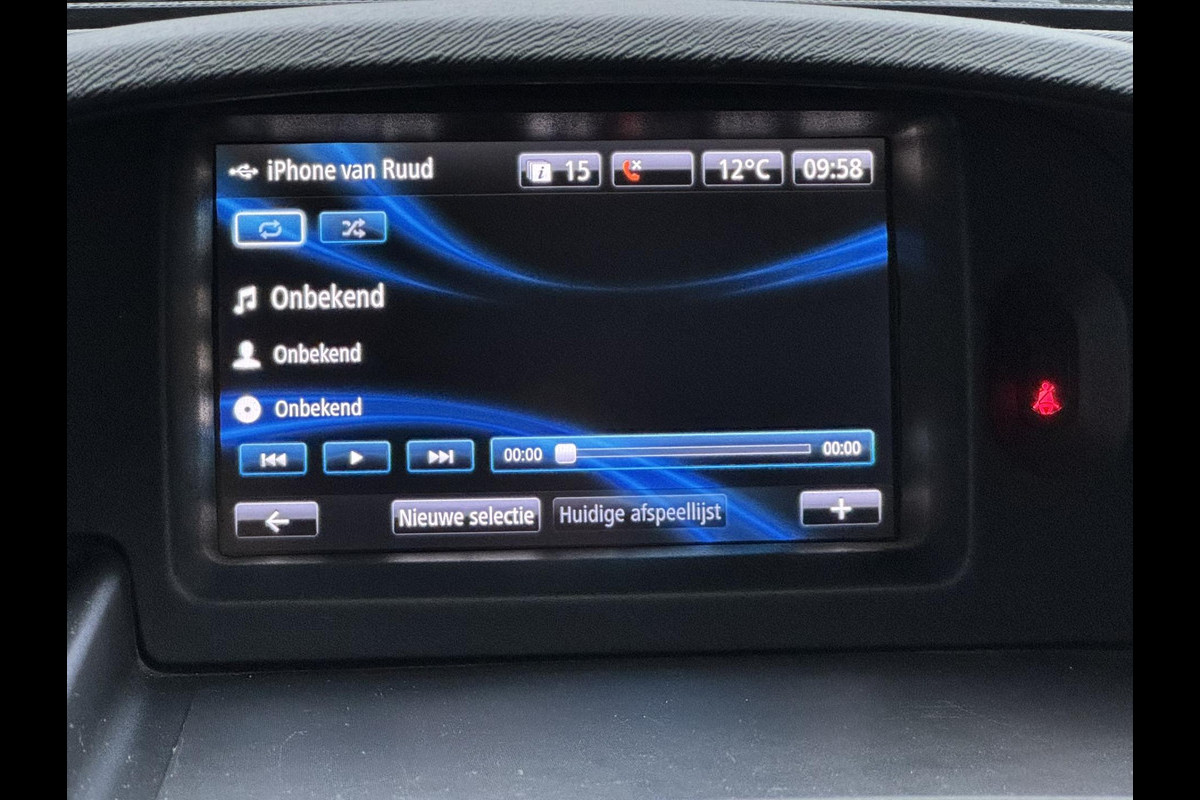 iPhone van Ruud
i 15
12°C
09:58
Onbekend
Onbekend
Onbekend
00:00
00:00
Nieuwe selectie
Huidige afspeellijst